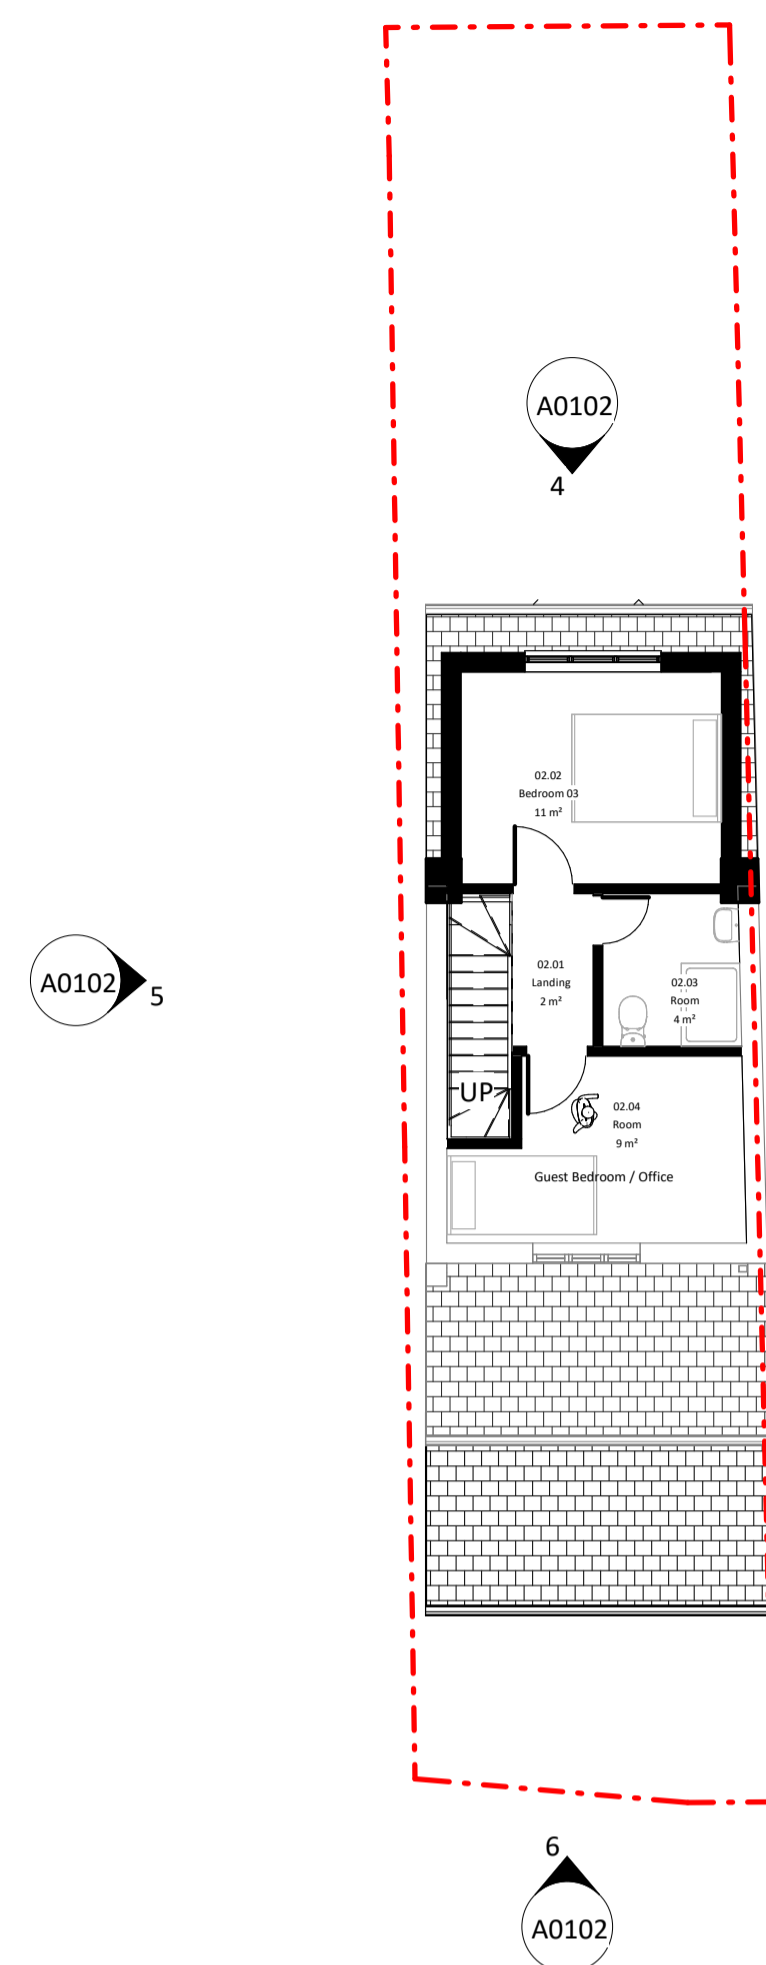 A0102
4
02.02
Bedroom 03
11 m²
A0102
5
02.01
Landing
2 m²
02.03
Room
4 m²
UP
02.04
Room
9 m²
Guest Bedroom / Office
6
A0102